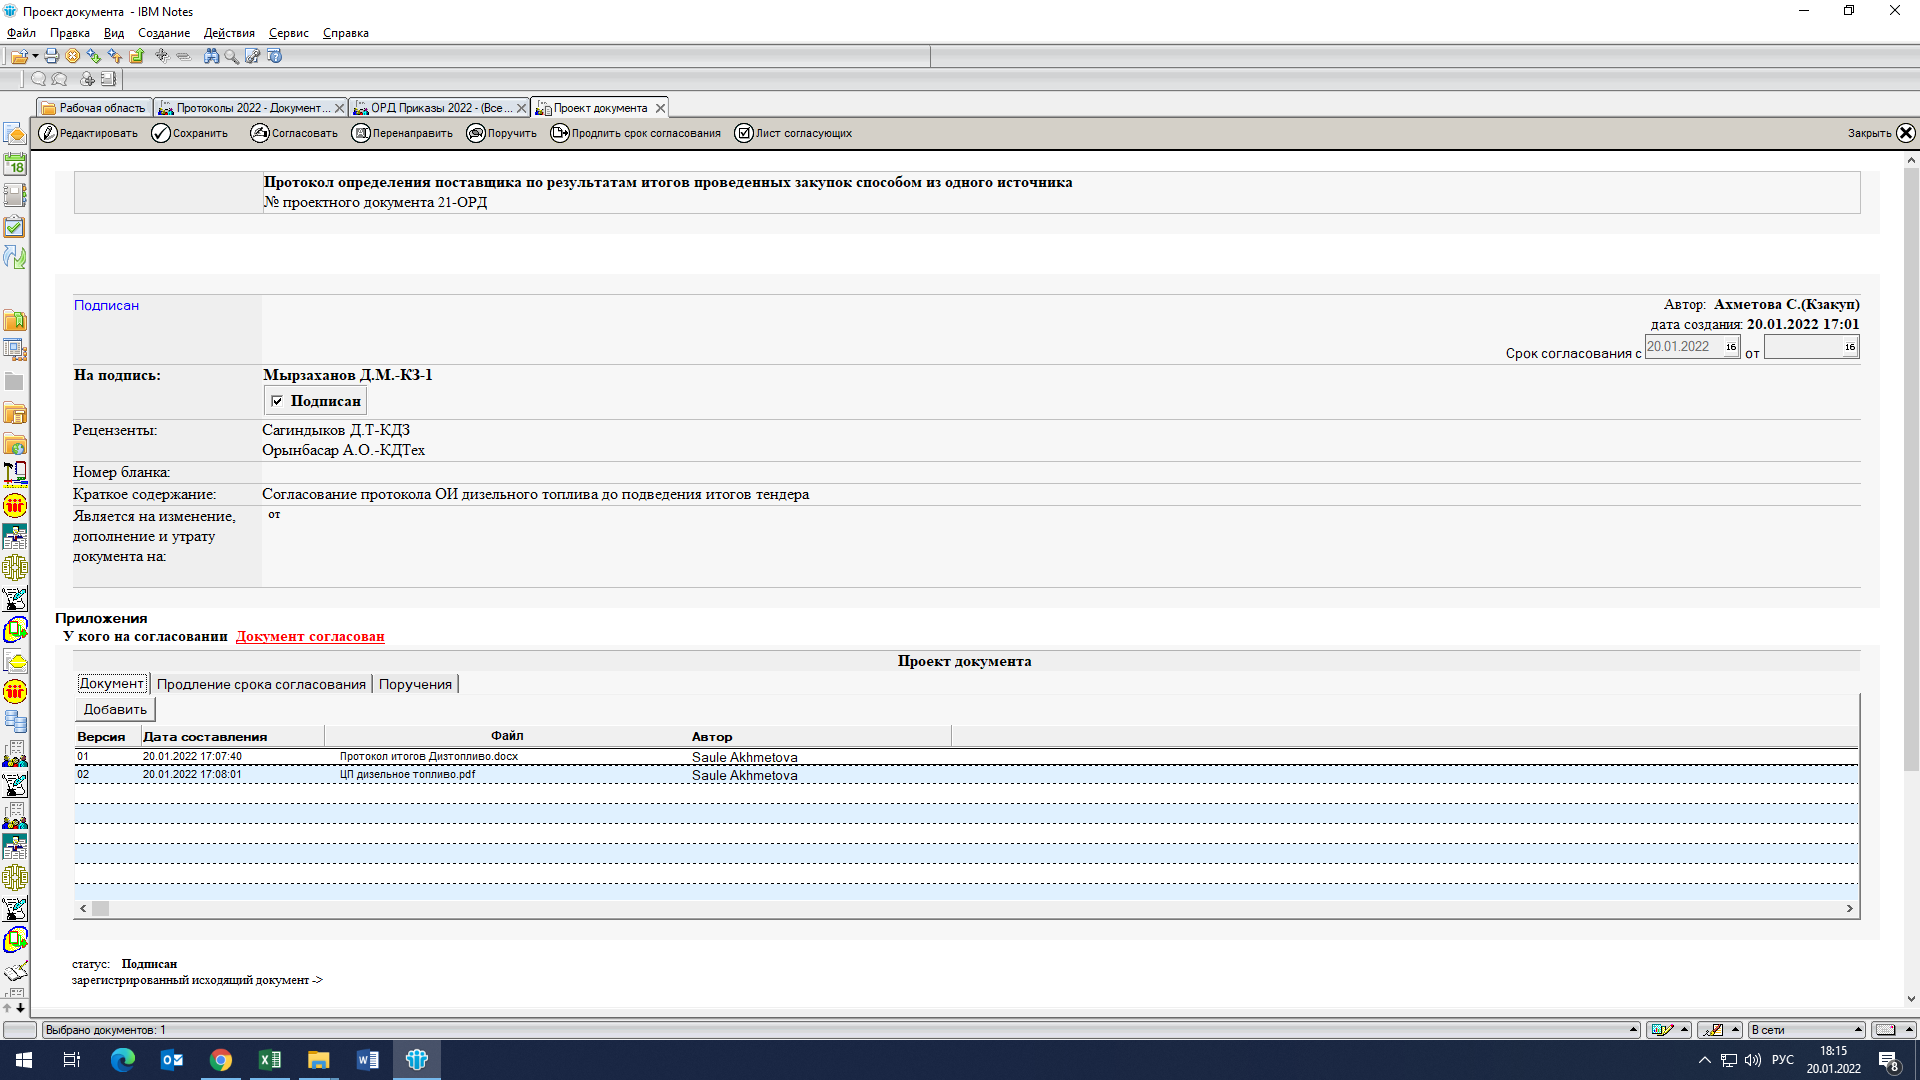 Проект документа - IBM Notes
Файл Правка Вид Создание Действия Сервис Справка
Рабочая область Протоколы 2022 - Документ... ОРД Приказы 2022 - (Все... Проект документа
Редактировать Сохранить Согласовать Перенаправить Поручить Продлить срок согласования Лист согласующих Закрыть
18
Протокол определения поставщика по результатам итогов проведенных закупок способом из одного источника
№ проектного документа 21-ОРД
Подписан
Автор: Ахметова С.(Кзакуп)
дата создания: 20.01.2022 17:01
Срок согласования с 20.01.2022 16 от 16
На подпись: Мырзаханов Д.М.-КЗ-1
Подписан
Рецензенты: Сагиндыков Д.Т-КДЗ
Орынбасар А.О.-КДТех
Номер бланка:
Краткое содержание: Согласование протокола ОИ дизельного топлива до подведения итогов тендера
Является на изменение, от
дополнение и утрату
документа на:
Приложения
У кого на согласовании Документ согласован
Проект документа
Документ Продление срока согласования Поручения
Добавить
Версия Дата составления Файл Автор
01 20.01.2022 17:07:40 Протокол итогов Дизтопливо.docx Saule Akhmetova
02 20.01.2022 17:08:01 ЦП дизельное топливо.pdf Saule Akhmetova
статус: Подписан
зарегистрированный исходящий документ ->
Выбрано документов: 1 В сети
РУС 18:15
20.01.2022
8